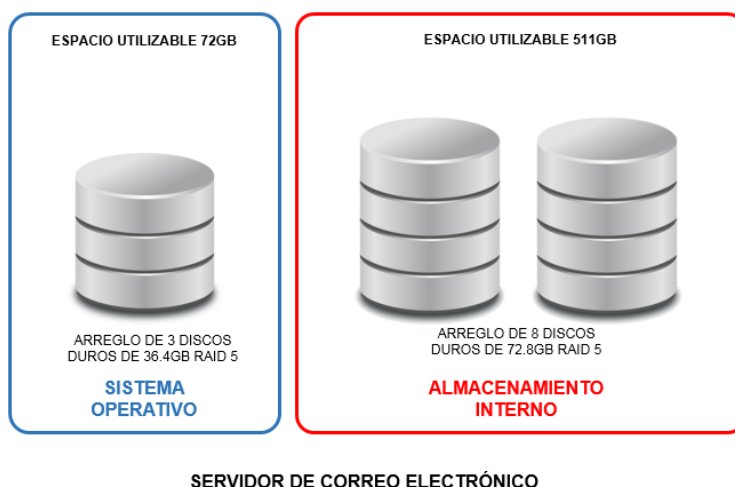 ESPACIO UTILIZABLE 72GB
ARREGLO DE 3 DISCOS
DUROS DE 36.4GB RAID 5
SISTEMA
OPERATIVO
ESPACIO UTILIZABLE 511GB
ARREGLO DE 8 DISCOS
DUROS DE 72.8GB RAID 5
ALMACENAMIENTO
INTERNO
SERVIDOR DE CORREO ELECTRÓNICO